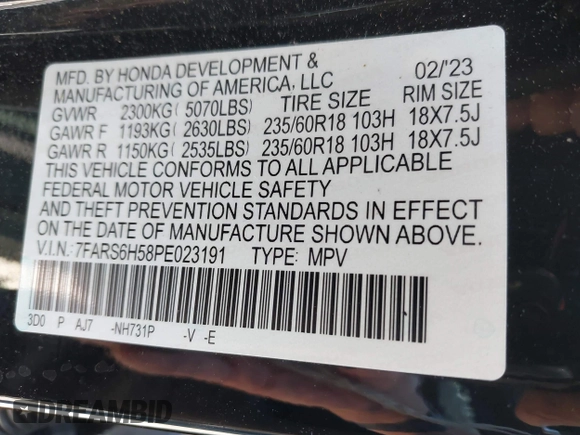 MFD. BY HONDA DEVELOPMENT & MANUFACTURING OF AMERICA, LLC 02/'23
GVWR 2300KG( 5070LBS) TIRE SIZE RIM SIZE
GAWR F 1193KG( 2630LBS) 235/60R18 103H 18X7.5J
GAWR R 1150KG( 2535LBS) 235/60R18 103H 18X7.5J
THIS VEHICLE CONFORMS TO ALL APPLICABLE
FEDERAL MOTOR VEHICLE SAFETY
AND THEFT PREVENTION STANDARDS IN EFFECT
ON THE DATE OF MANUFACTURE SHOWN ABOVE.
V.I.N.: 7FARS6H58PE023191 TYPE: MPV
3D0 P AJ7 -NH731P -V -E
DREAMBID